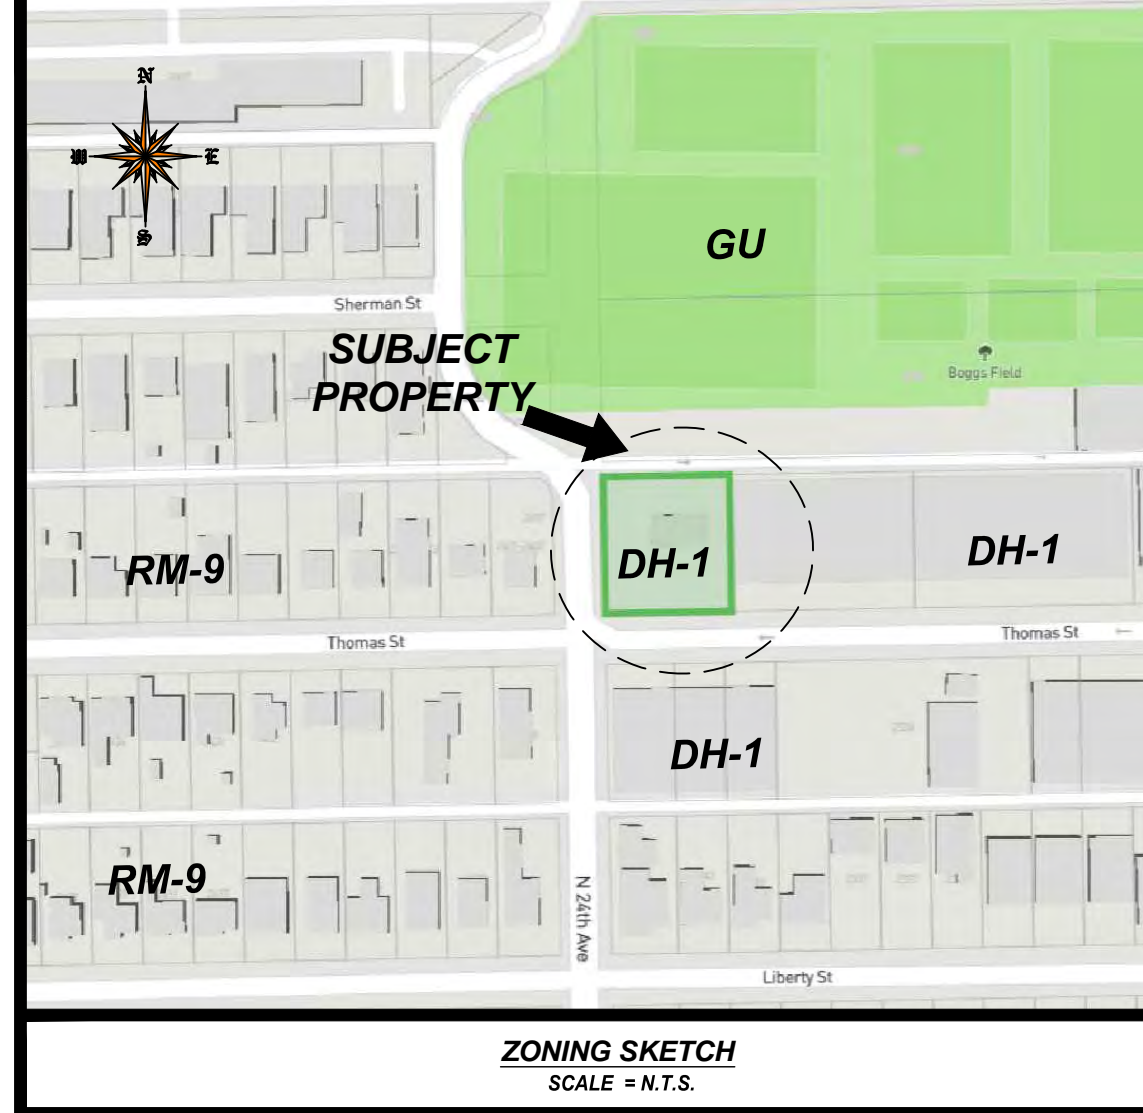 N
W E
S
GU
Sherman St
SUBJECT
PROPERTY
Boggs Field
DH-1
DH-1
RM-9
Thomas St
Thomas St
DH-1
RM-9
N 24th Ave
Liberty St
ZONING SKETCH
SCALE = N.T.S.